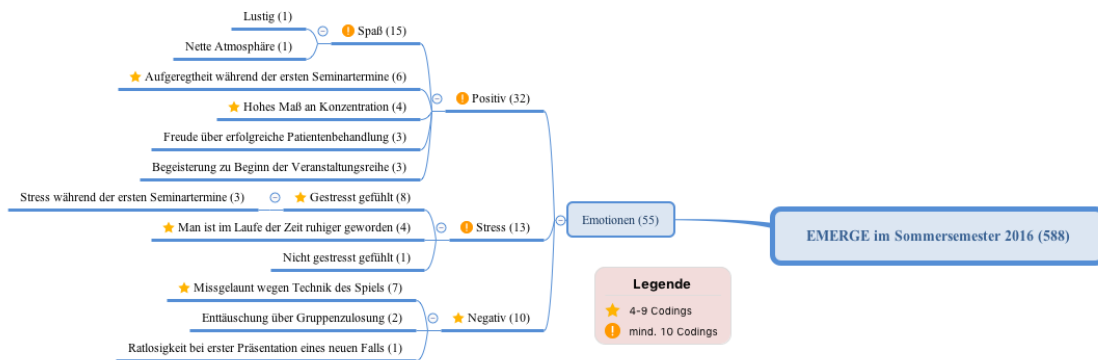 Lustig (1)
Spaß (15)
Nette Atmosphäre (1)
Aufgeregtheit während der ersten Seminartermine (6)
Positiv (32)
Hohes Maß an Konzentration (4)
Freude über erfolgreiche Patientenbehandlung (3)
Begeisterung zu Beginn der Veranstaltungsreihe (3)
Stress während der ersten Seminartermine (3)
Gestresst gefühlt (8)
Man ist im Laufe der Zeit ruhiger geworden (4)
Stress (13)
Nicht gestresst gefühlt (1)
Missgelaunt wegen Technik des Spiels (7)
Enttäuschung über Gruppenzulosung (2)
Negativ (10)
Ratlosigkeit bei erster Präsentation eines neuen Falls (1)
Emotionen (55)
EMERGE im Sommersemester 2016 (588)
Legende
4-9 Codings
mind. 10 Codings